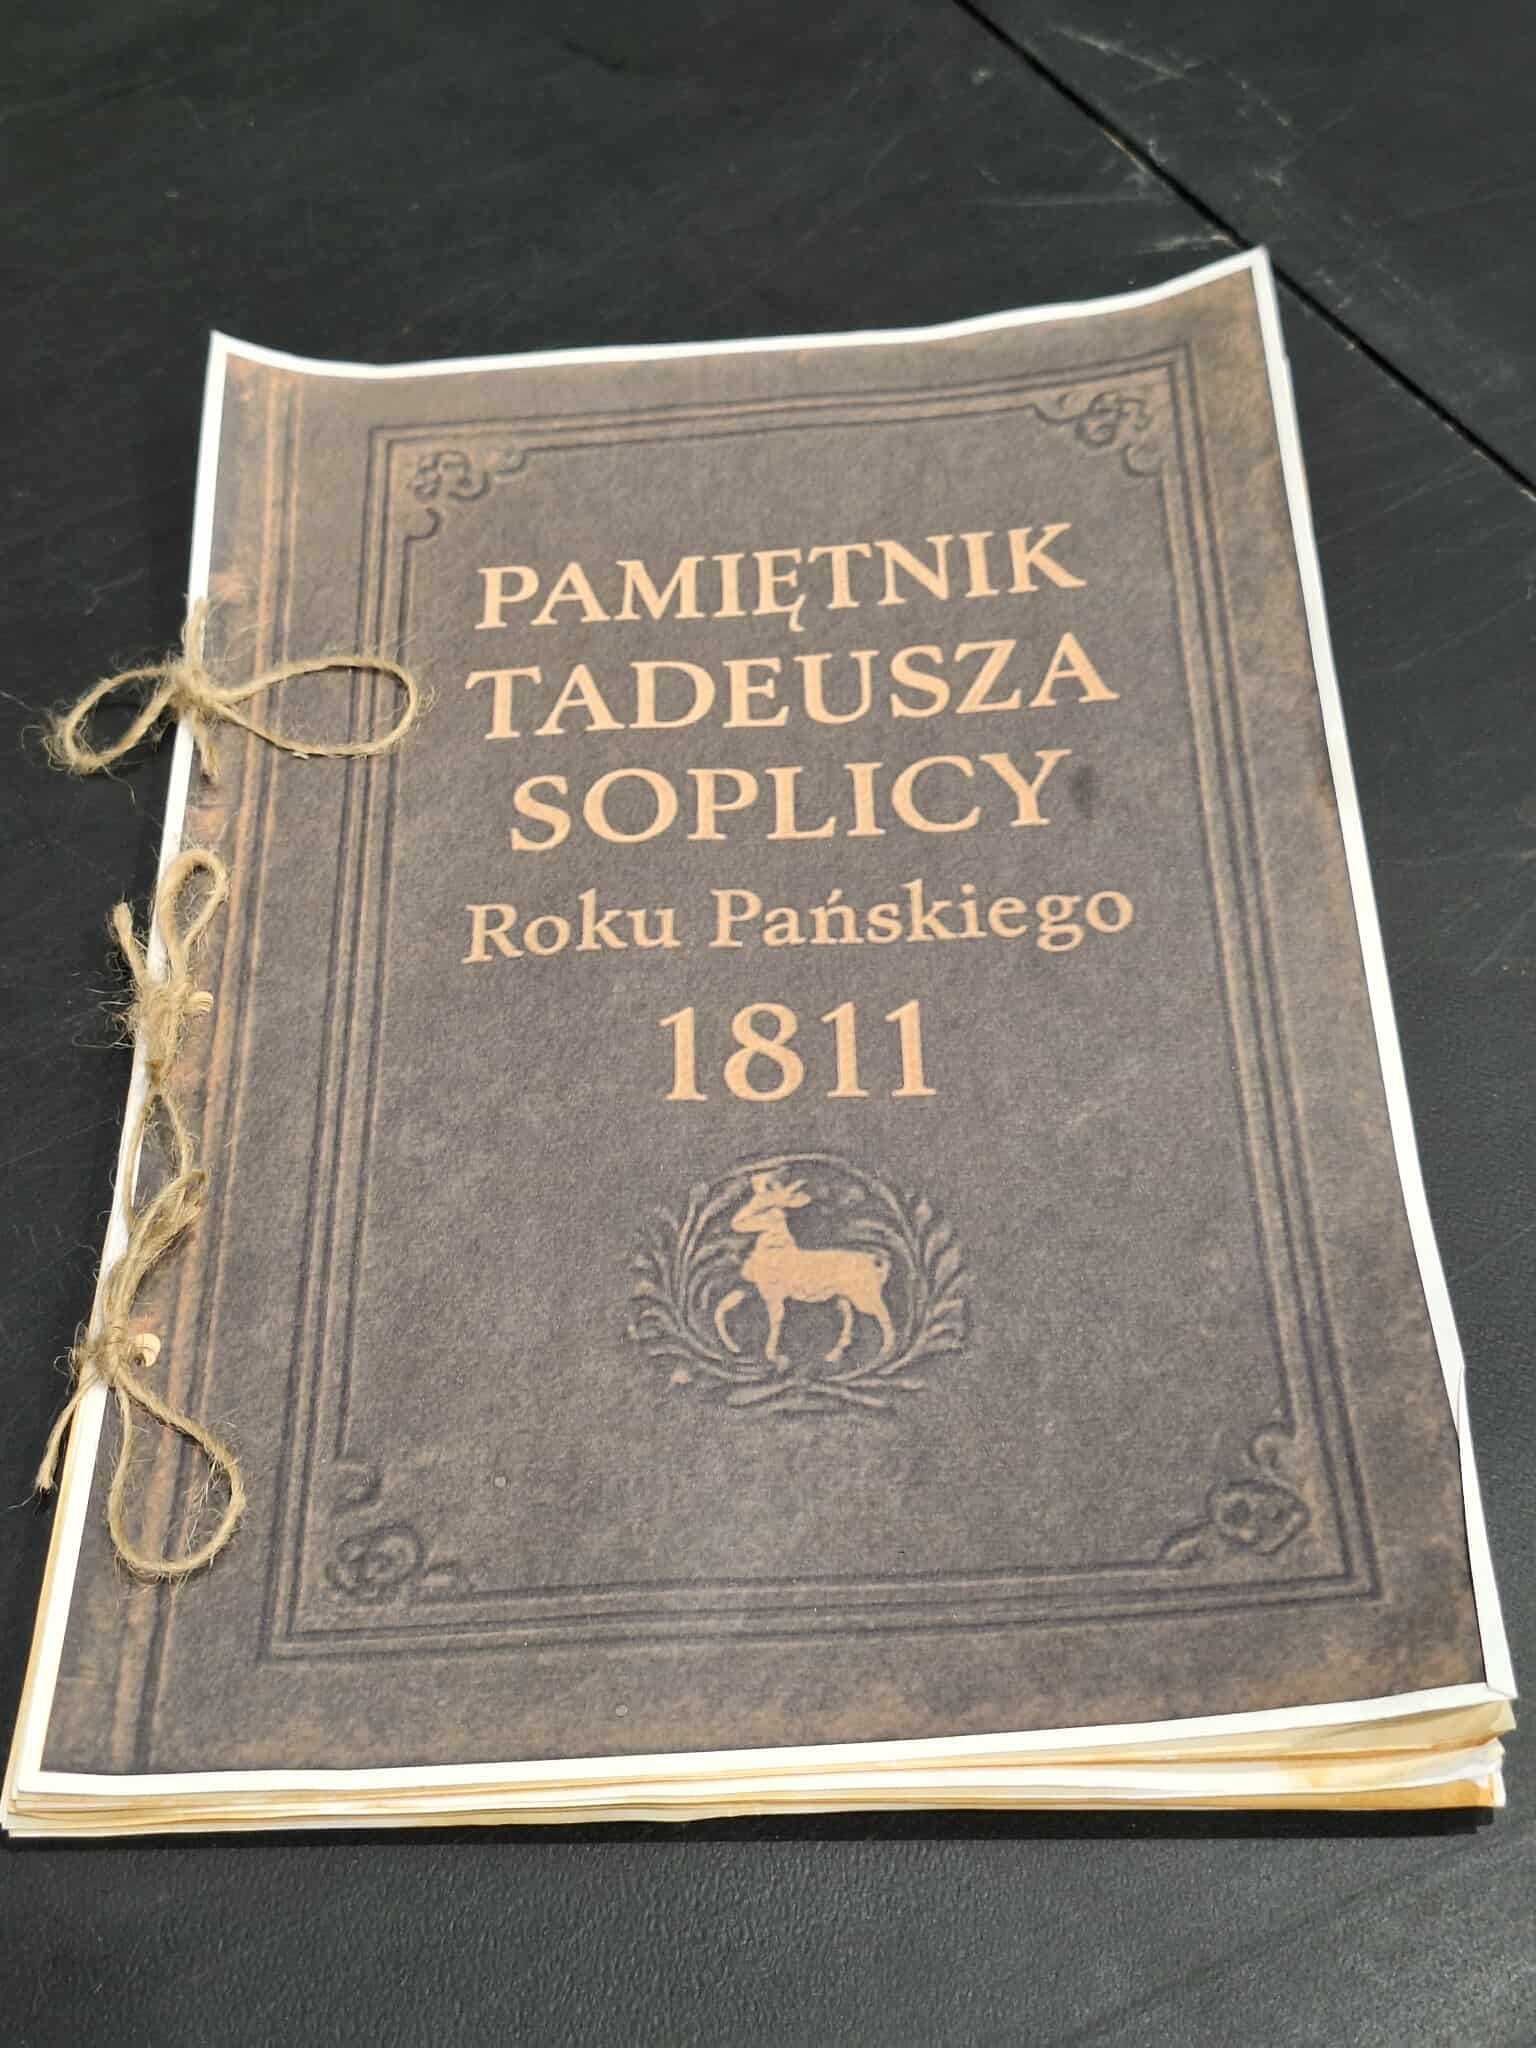 PAMIĘTNIK
TADEUSZA
SOPLICY
Roku Pańskiego
1811